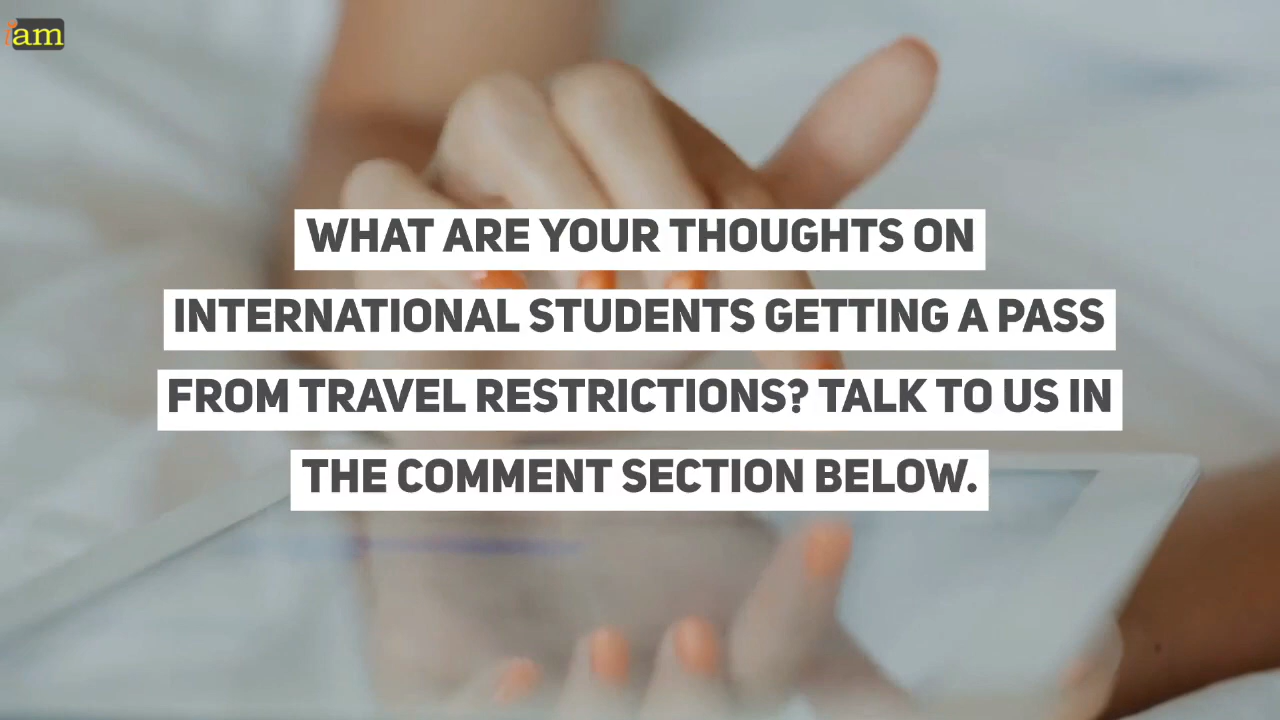 iam
WHAT ARE YOUR THOUGHTS ON
INTERNATIONAL STUDENTS GETTING A PASS
FROM TRAVEL RESTRICTIONS? TALK TO US IN
THE COMMENT SECTION BELOW.